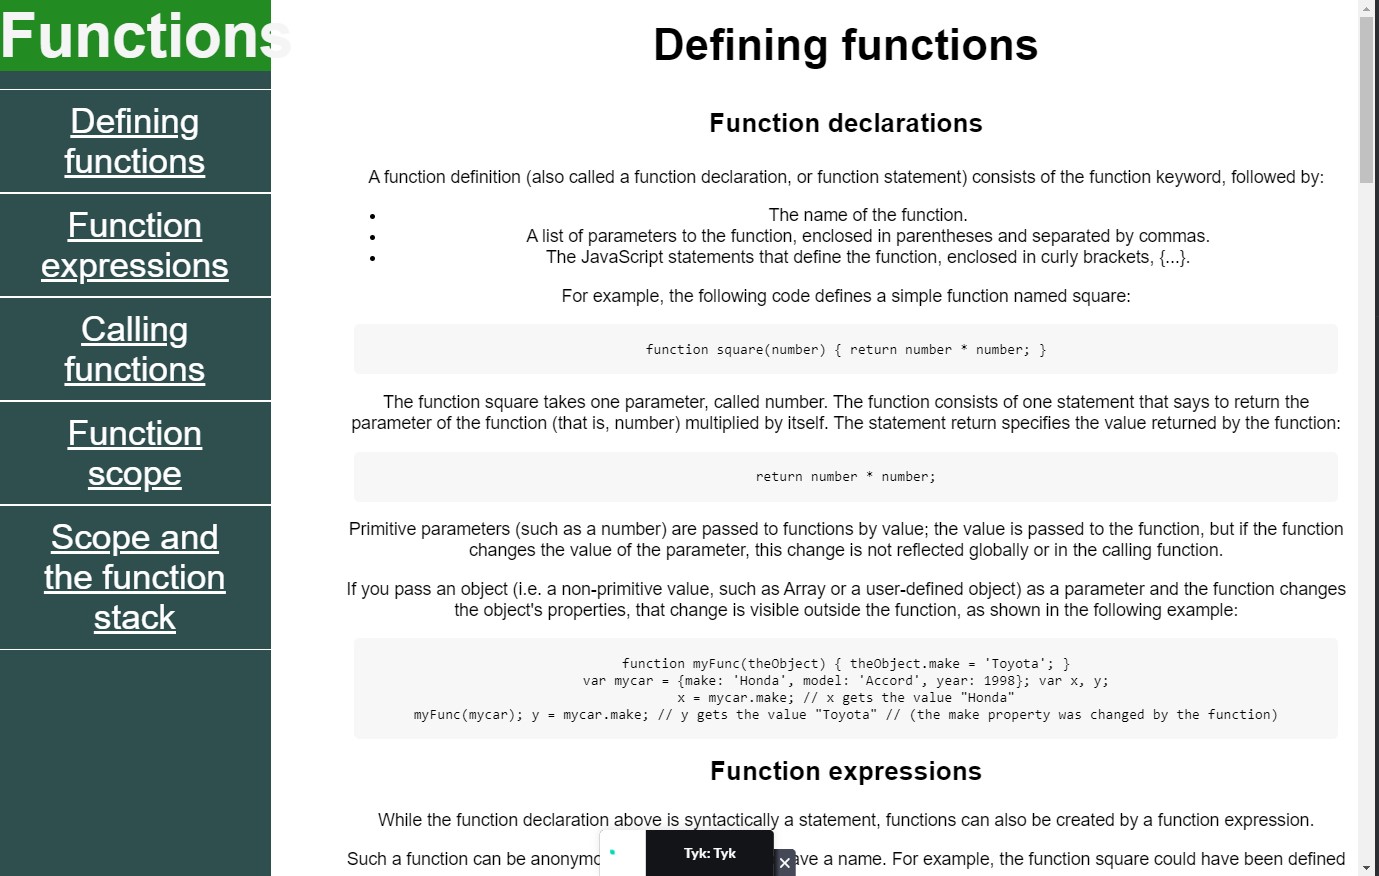 Functions
Defining
functions
Function
expressions
Calling
functions
Function
scope
Scope and
the function
stack
Defining functions
Function declarations
A function definition (also called a function declaration, or function statement) consists of the function keyword, followed by:
• The name of the function.
• A list of parameters to the function, enclosed in parentheses and separated by commas.
• The JavaScript statements that define the function, enclosed in curly brackets, {...}.
For example, the following code defines a simple function named square:
function square(number) { return number * number; }
The function square takes one parameter, called number. The function consists of one statement that says to return the
parameter of the function (that is, number) multiplied by itself. The statement return specifies the value returned by the function:
return number * number;
Primitive parameters (such as a number) are passed to functions by value; the value is passed to the function, but if the function
changes the value of the parameter, this change is not reflected globally or in the calling function.
If you pass an object (i.e. a non-primitive value, such as Array or a user-defined object) as a parameter and the function changes
the object's properties, that change is visible outside the function, as shown in the following example:
function myFunc(theObject) { theObject.make = 'Toyota'; }
var mycar = {make: 'Honda', model: 'Accord', year: 1998}; var x, y;
x = mycar.make; // x gets the value "Honda"
myFunc(mycar); y = mycar.make; // y gets the value "Toyota" // (the make property was changed by the function)
Function expressions
While the function declaration above is syntactically a statement, functions can also be created by a function expression.
Such a function can be a name. For example, the function square could have been defined
Tyk: Tyk